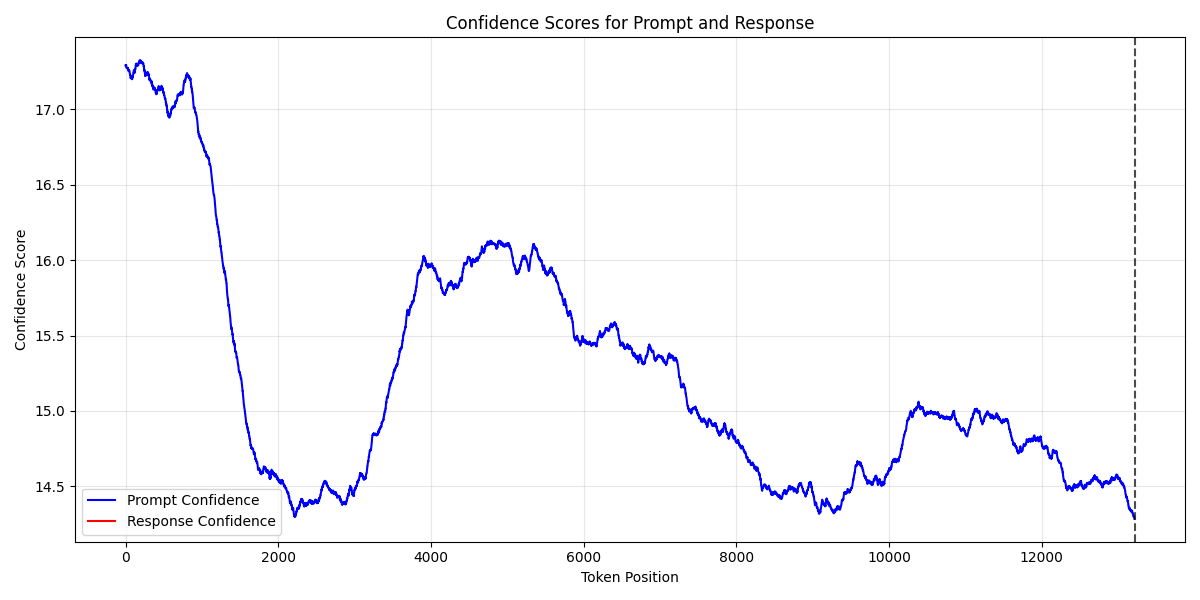 Confidence Scores for Prompt and Response
Confidence Score
17.0
16.5
16.0
15.5
15.0
14.5
Prompt Confidence
Response Confidence
0 2000 4000 6000 8000 10000 12000
Token Position